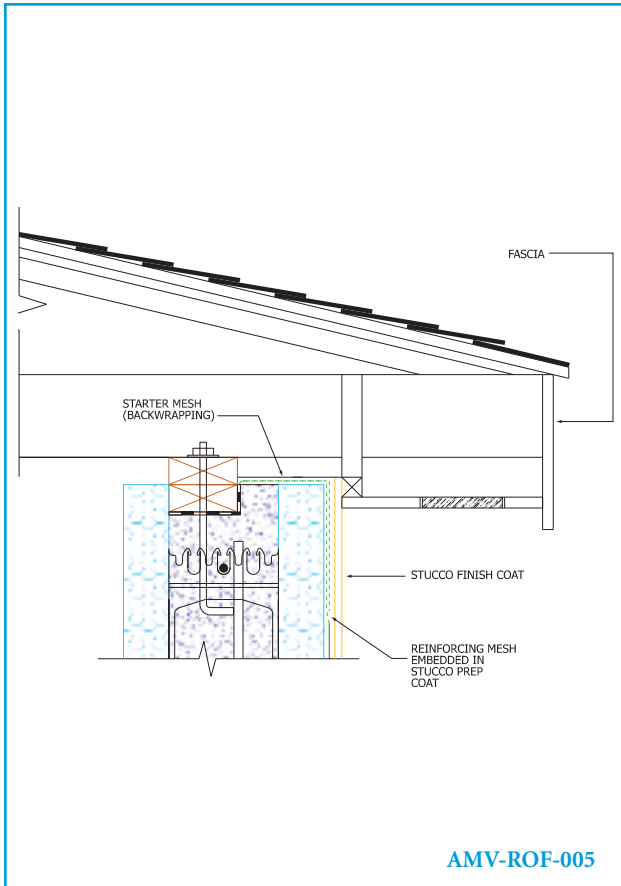 FASCIA
STARTER MESH
(BACKWRAPPING)
STUCCO FINISH COAT
REINFORCING MESH
EMBEDDED IN
STUCCO PREP
COAT
AMV-ROF-005